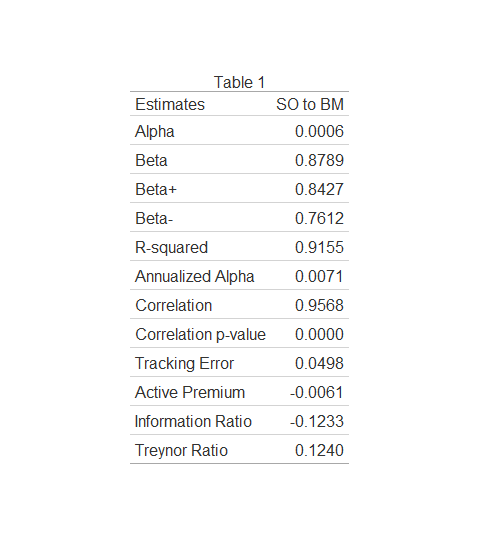 Table 1
Estimates SO to BM
Alpha 0.0006
Beta 0.8789
Beta+ 0.8427
Beta- 0.7612
R-squared 0.9155
Annualized Alpha 0.0071
Correlation 0.9568
Correlation p-value 0.0000
Tracking Error 0.0498
Active Premium -0.0061
Information Ratio -0.1233
Treynor Ratio 0.1240